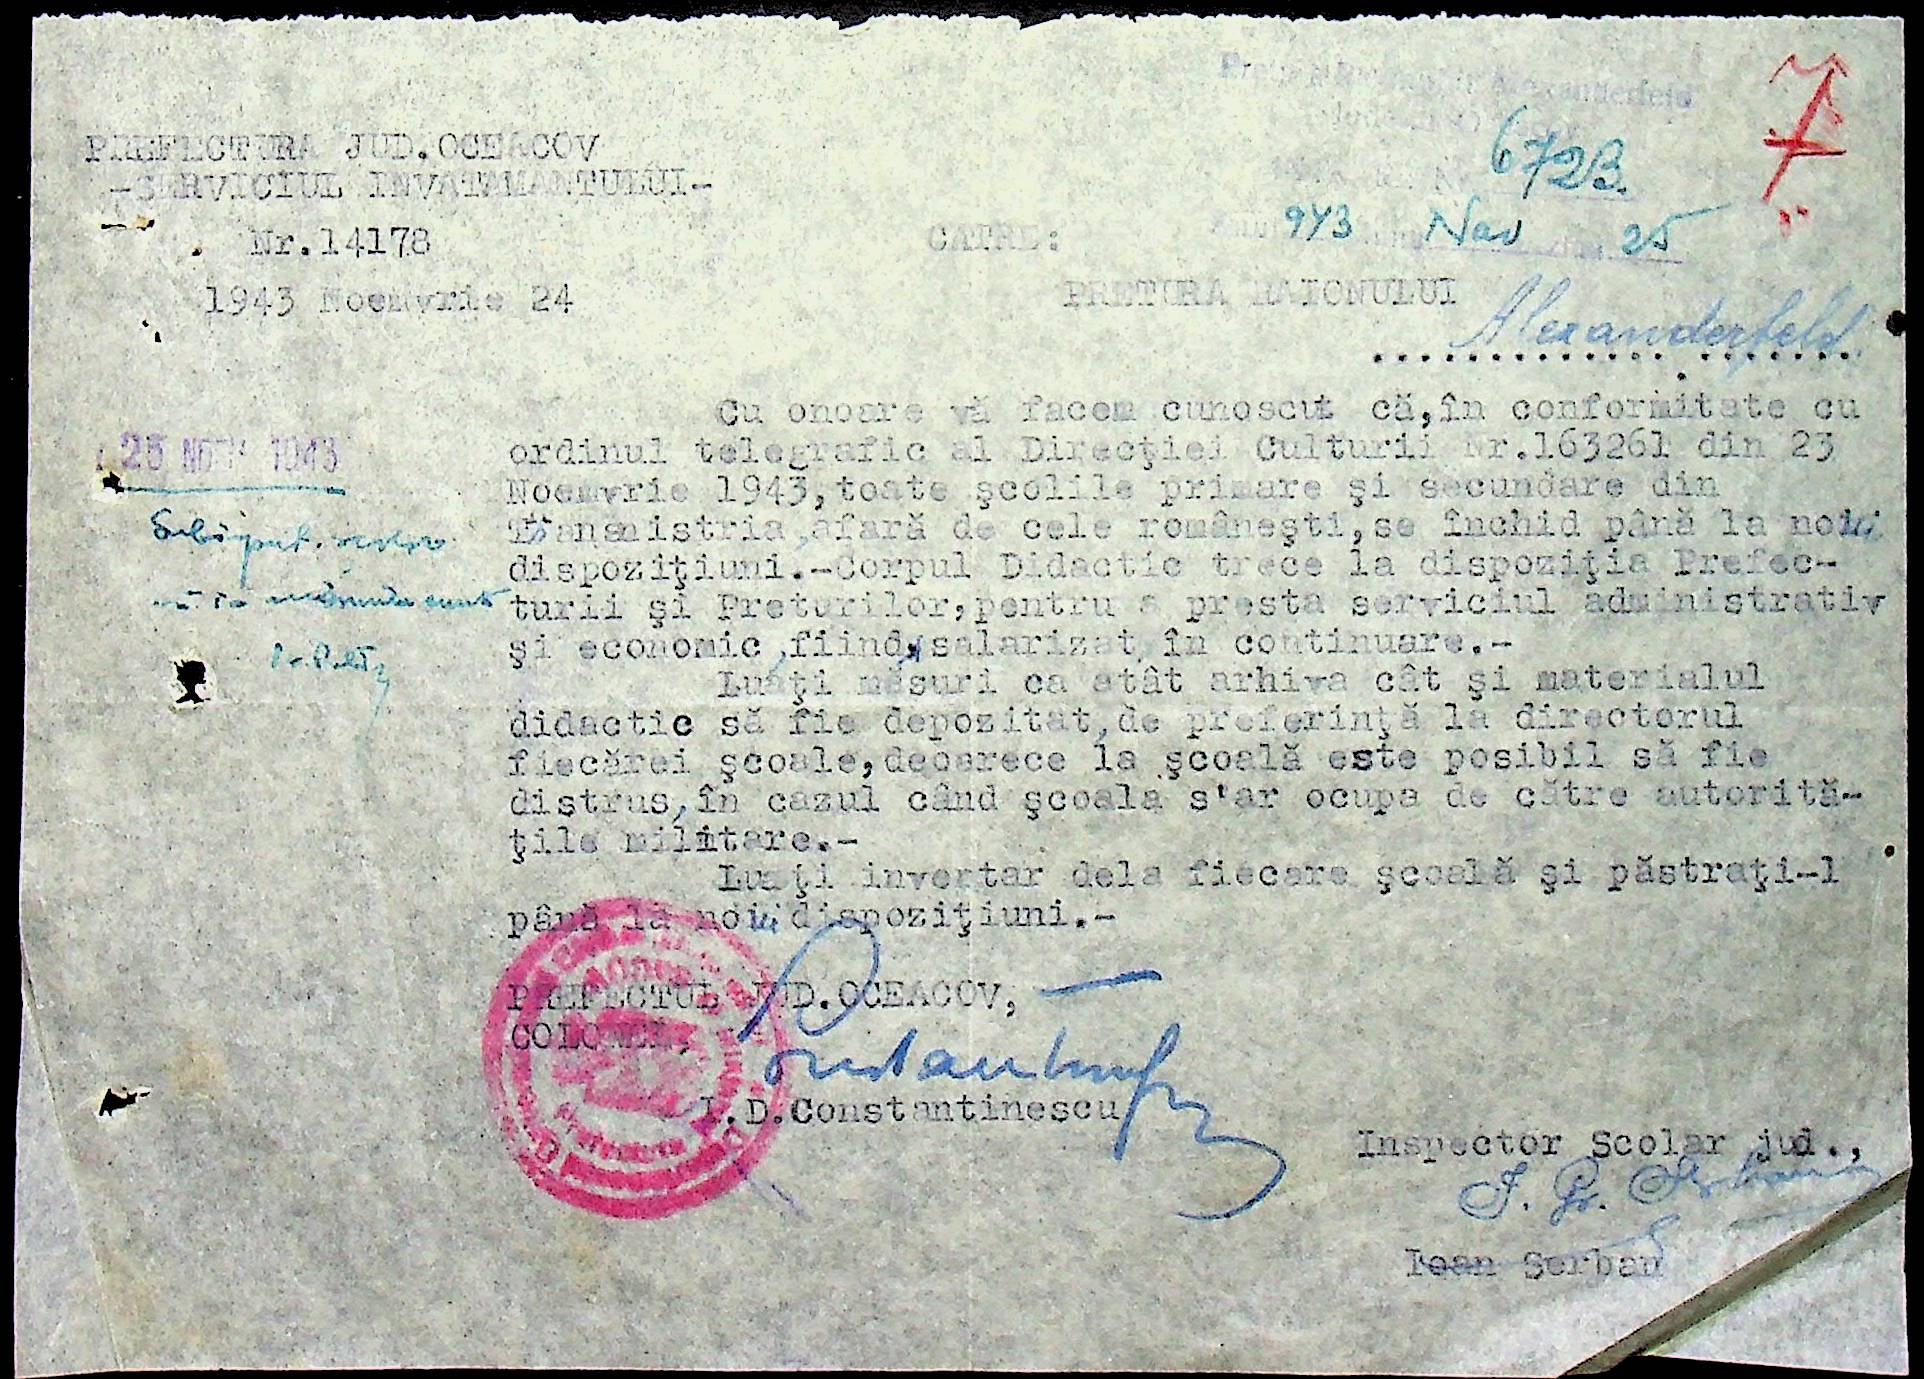 PREFECTURA JUD.OCEACOV
-SERVICIUL INVATAMANTULUI-
Nr.14178
1943 Noemvrie 24
Alexanderfeld
6723.
943 Nov 25
7
CATRE:
PRETURA RAIONULUI
Alexanderfeld.
25 NOV 1943
Cu onoare vă facem cunoscut că,în conformitate cu
ordinul telegrafic al Direcţiei Culturii Nr.163261 din 23
Noemvrie 1943,toate şcolile primare şi secundare din
Transnistria,afară de cele româneşti,se închid până la noui
dispoziţiuni.-Corpul Didactic trece la dispoziţia Prefec-
turii şi Preturilor,pentru a presta serviciul administrativ
şi economic,fiind salarizat în continuare.-
Luaţi măsuri ca atât arhiva cât şi materialul
didactic să fie depozitat,de preferinţă la directorul
fiecărei şcoale,deoarece la şcoală este posibil să fie
distrus,în cazul când şcoala s'ar ocupa de către autorită-
ţile militare.-
Luaţi inventar dela fiecare şcoală şi păstraţi-l
până la noui dispoziţiuni.-
PREFECTUL JUD.OCEACOV,
COLONEL,
I.D.Constantinescu
Inspector Scolar jud.,
Ioan Serban